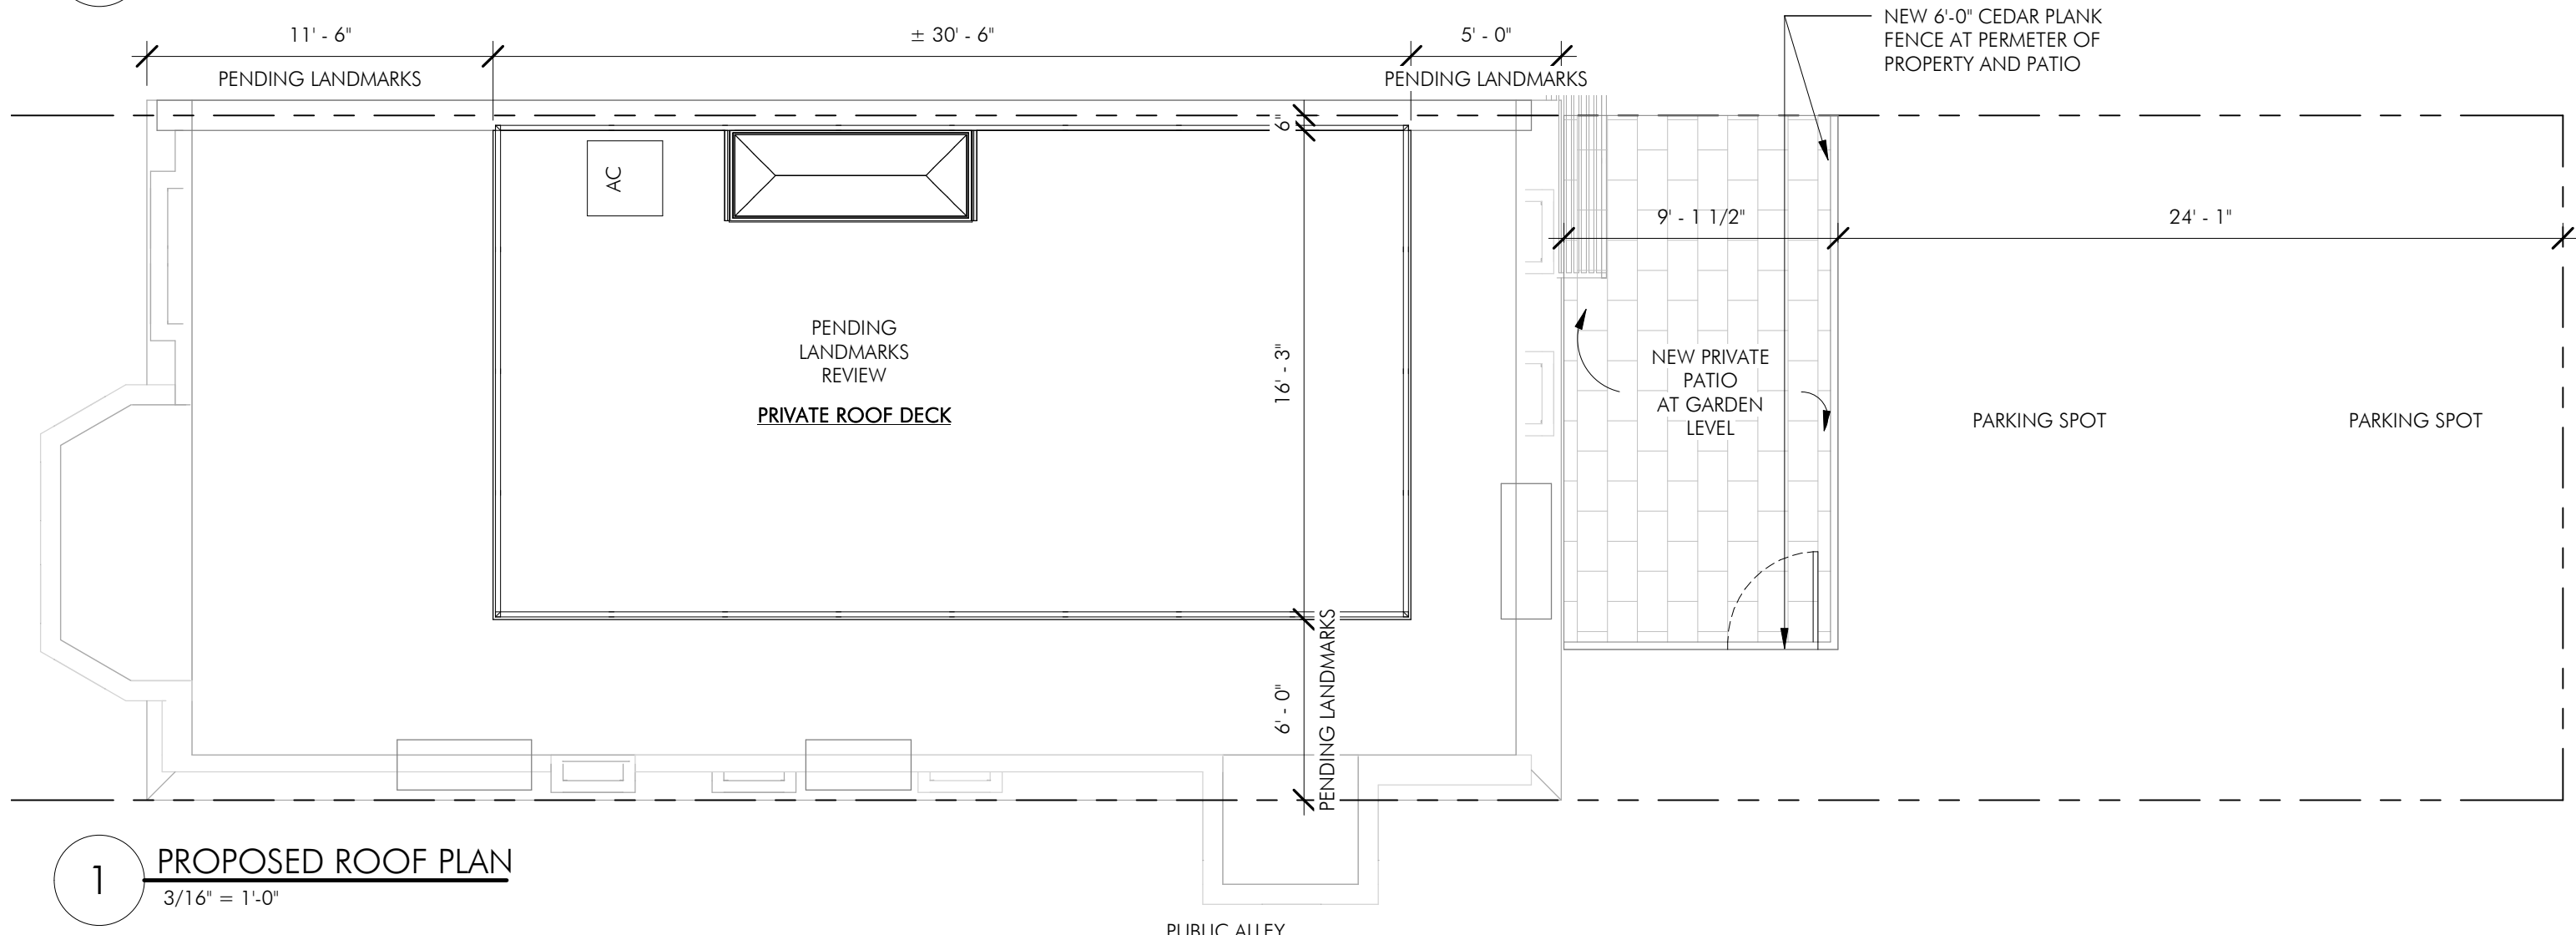 11' - 6"
± 30' - 6"
5' - 0"
NEW 6'-0" CEDAR PLANK
FENCE AT PERMETER OF
PROPERTY AND PATIO
PENDING LANDMARKS
PENDING LANDMARKS
6"
AC
9' - 1 1/2"
24' - 1"
PENDING
LANDMARKS
REVIEW
PRIVATE ROOF DECK
16' - 3"
NEW PRIVATE
PATIO
AT GARDEN
LEVEL
PARKING SPOT
PARKING SPOT
6' - 0"
PENDING LANDMARKS
1
PROPOSED ROOF PLAN
3/16" = 1'-0"
PUBLIC ALLEY